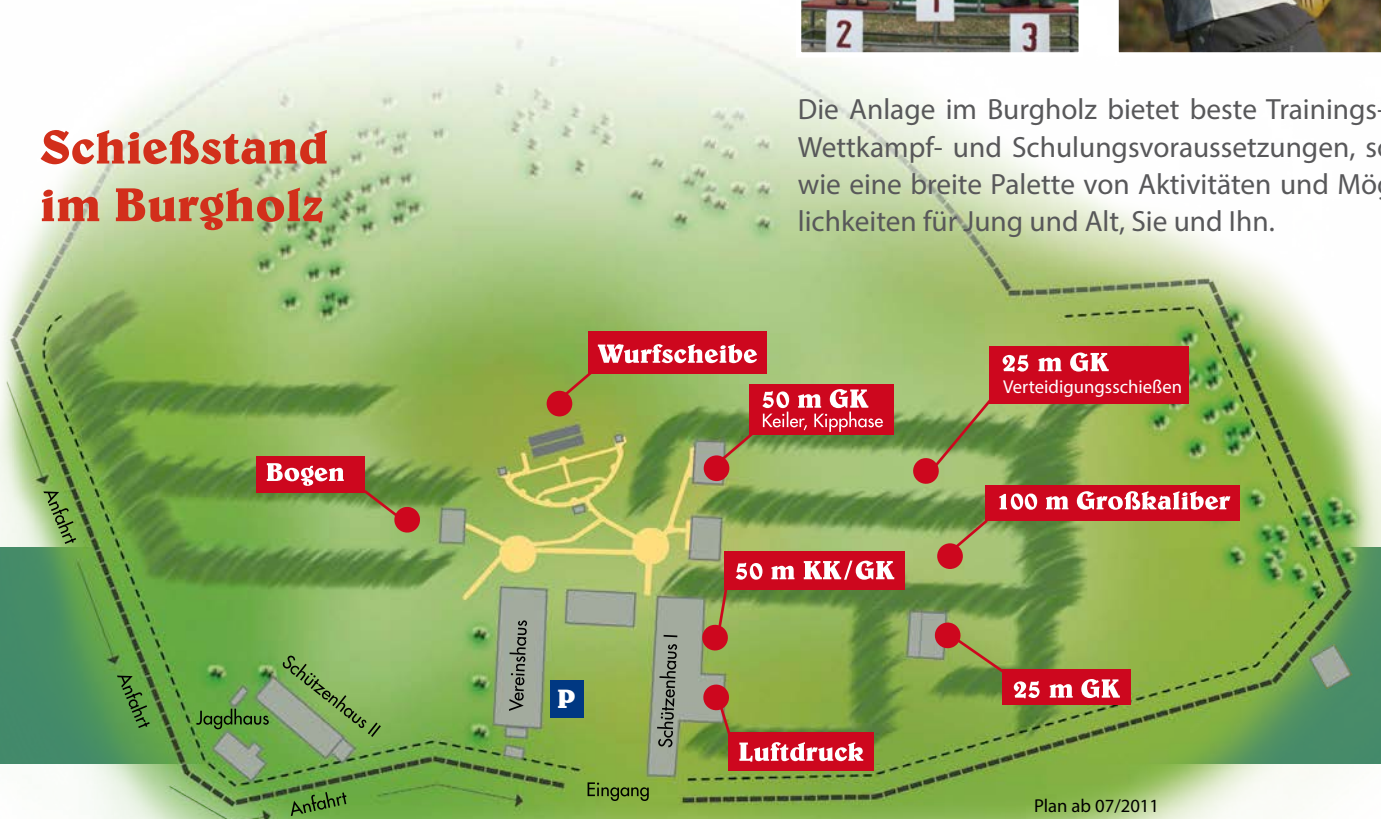 2
1
3
Schießstand
im Burgholz
Die Anlage im Burgholz bietet beste Trainings-
Wettkampf- und Schulungsvoraussetzungen, so
wie eine breite Palette von Aktivitäten und Mög
lichkeiten für Jung und Alt, Sie und Ihn.
Wurfscheibe
25 m GK
Verteidigungsschießen
50 m GK
Keiler, Kipphase
Bogen
100 m Großkaliber
Anfahrt
50 m KK/GK
Vereinshaus
Schützenhaus I
Schützenhaus II
Anfahrt
Jagdhaus
P
25 m GK
Luftdruck
Eingang
Anfahrt
Plan ab 07/2011